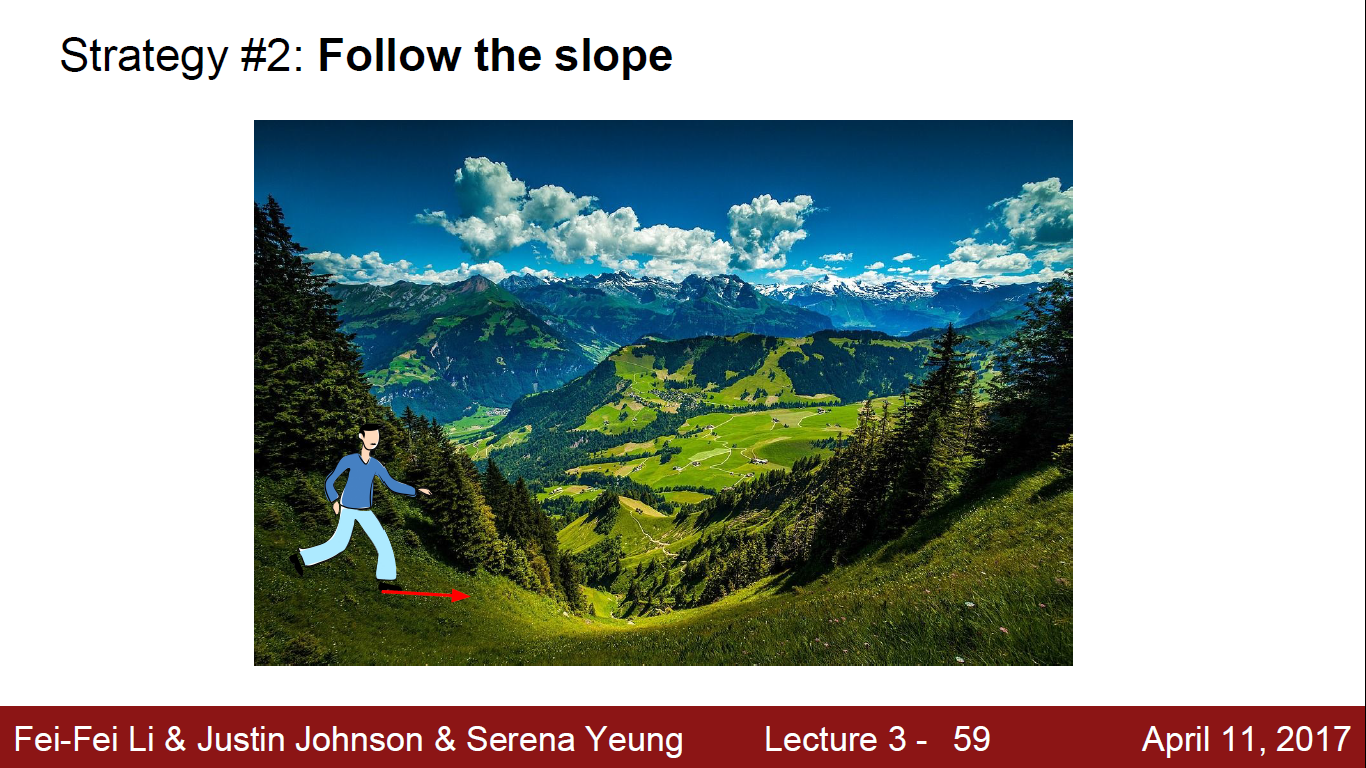 Strategy #2: Follow the slope
Fei-Fei Li & Justin Johnson & Serena Yeung Lecture 3 - 59 April 11, 2017